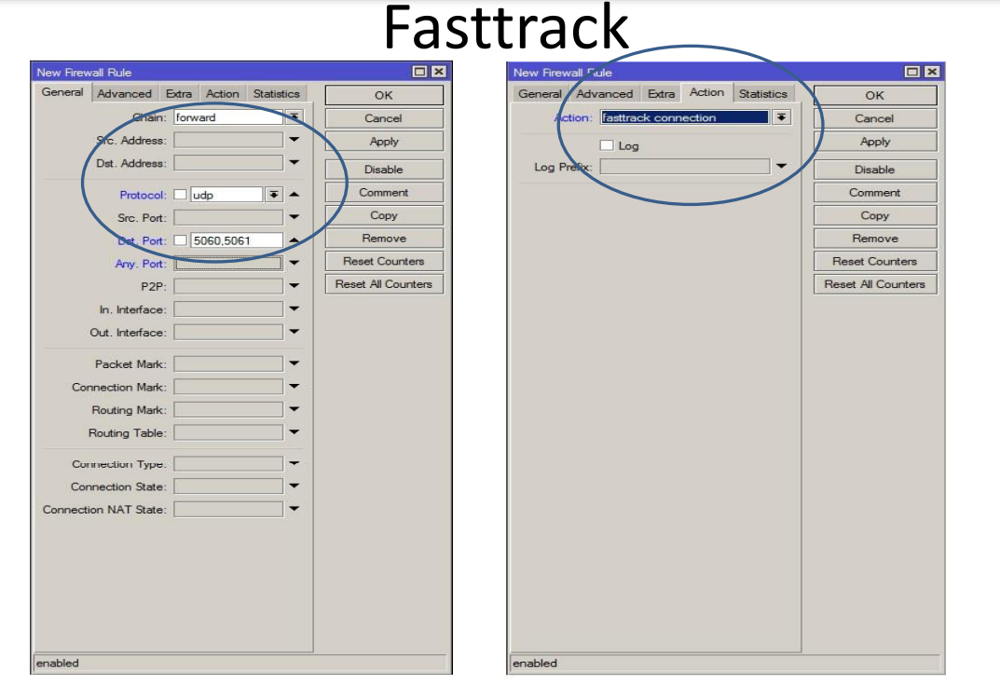 Fasttrack
New Firewall Rule
General Advanced Extra Action Statistics
Chain: forward
Src. Address:
Dst. Address:
Protocol: udp
Src. Port:
Dst. Port: 5060,5061
Any. Port:
P2P:
In. Interface:
Out. Interface:
Packet Mark:
Connection Mark:
Routing Mark:
Routing Table:
Connection Type:
Connection State:
Connection NAT State:
OK
Cancel
Apply
Disable
Comment
Copy
Remove
Reset Counters
Reset All Counters
enabled
New Firewall Rule
General Advanced Extra Action Statistics
Action: fasttrack connection
Log
Log Prefix:
OK
Cancel
Apply
Disable
Comment
Copy
Remove
Reset Counters
Reset All Counters
enabled